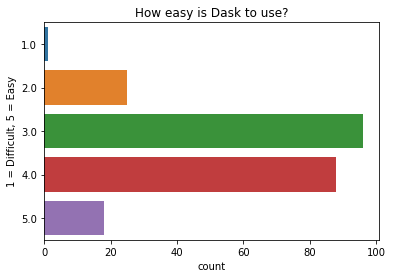 How easy is Dask to use?
1 = Difficult, 5 = Easy
1.0
2.0
3.0
4.0
5.0
0 20 40 60 80 100
count